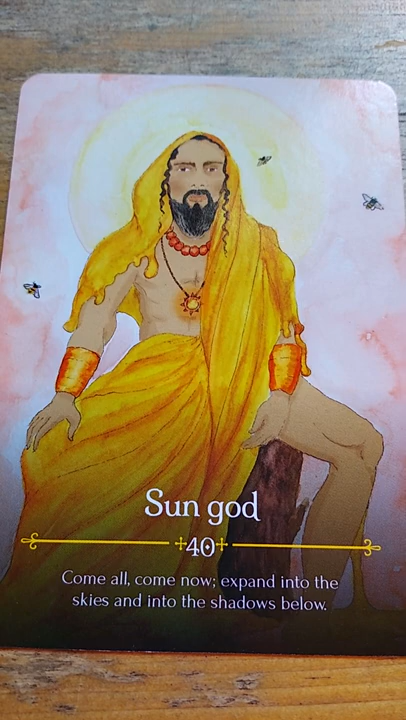 Sun god
40
Come all, come now; expand into the
skies and into the shadows below.